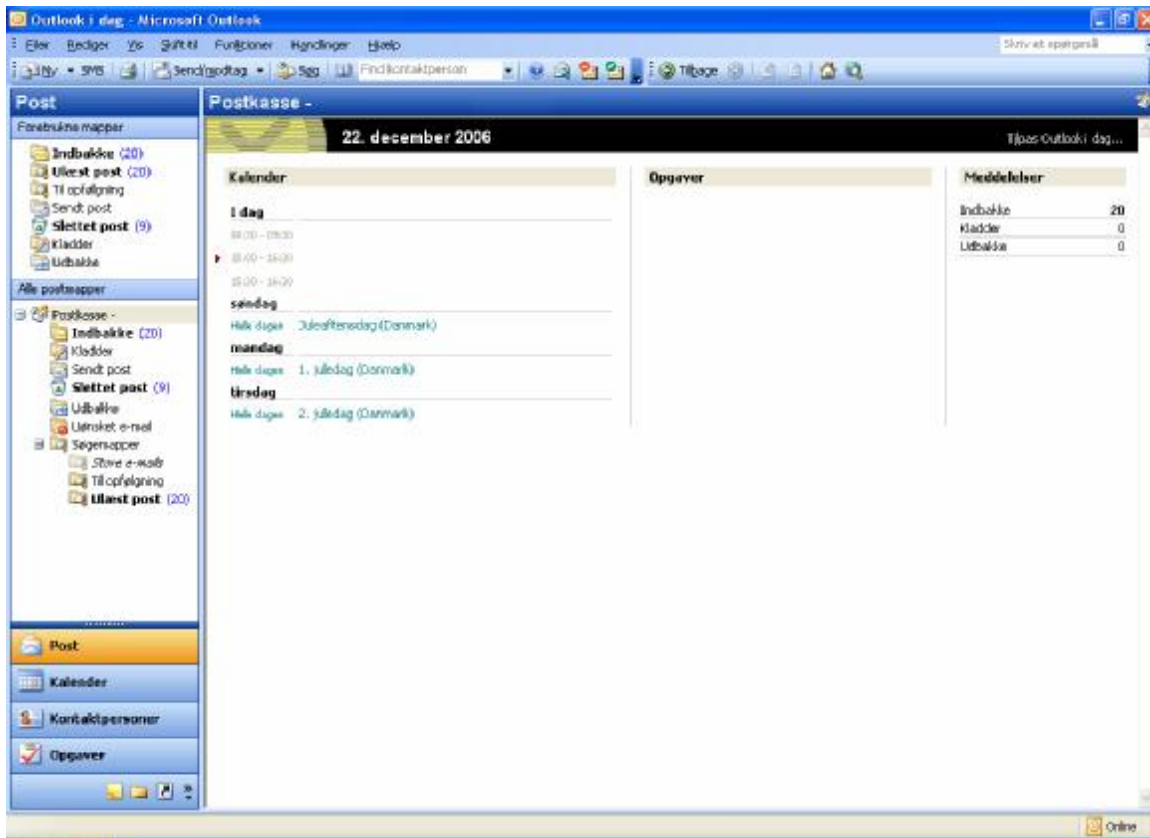 Outlook i dag - Microsoft Outlook
Filer Rediger Vis Skift til Funktioner Handlinger Hjælp Skriv et spørgsmål
Ny SMS Send/modtag Søg Find kontaktperson Tilbage
Post
Postkasse -
Foretrukne mapper
Indbakke (20)
Ulæst post (20)
Til opfølgning
Sendt post
Slettet post (9)
Kladder
Udbakke
Alle postmapper
Postkasse -
Indbakke (20)
Kladder
Sendt post
Slettet post (9)
Udbakke
Uønsket e-mail
Søgemapper
Store e-mails
Til opfølgning
Ulæst post (20)
Post
Kalender
Kontaktpersoner
Opgaver
22. december 2006
Tilpas Outlook i dag...
Kalender
I dag
søndag
Hele dagen Juleaftensdag (Danmark)
mandag
Hele dagen 1. juledag (Danmark)
tirsdag
Hele dagen 2. juledag (Danmark)
Opgaver
Meddelelser
Indbakke 20
Kladder 0
Udbakke 0
Online